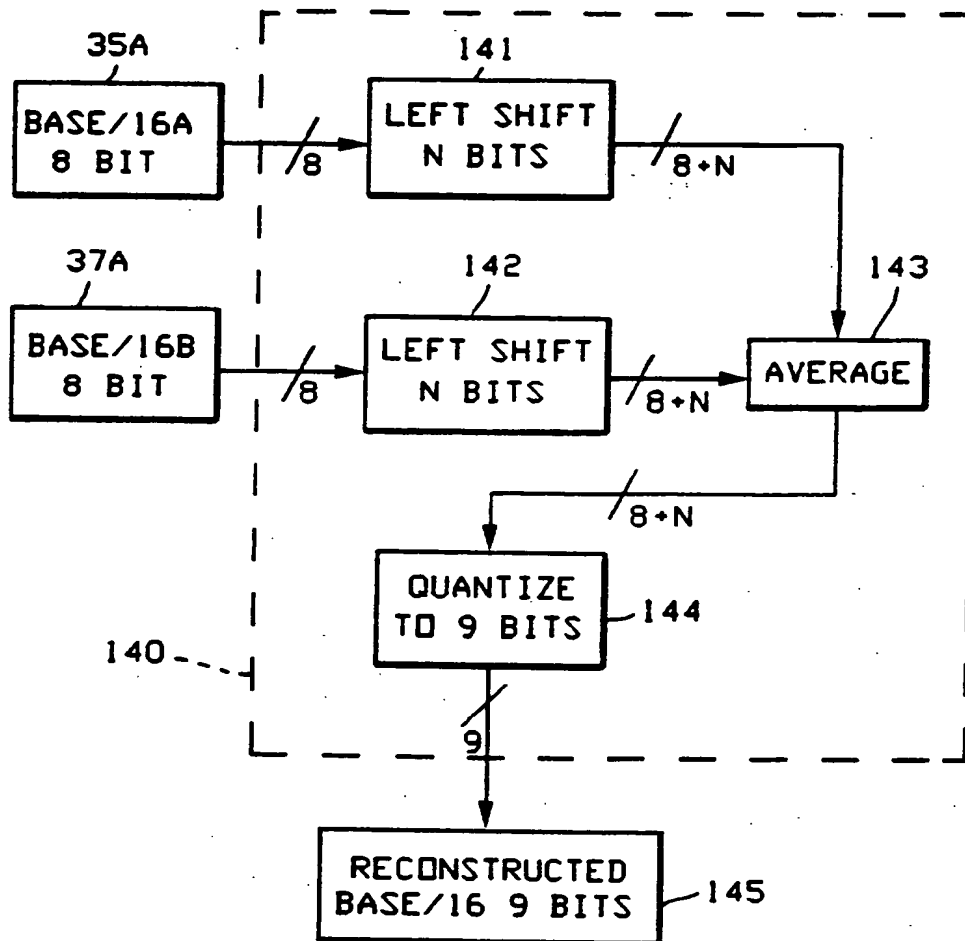 35A
BASE/16A
8 BIT
8
141
LEFT SHIFT
N BITS
8+N
37A
BASE/16B
8 BIT
8
142
LEFT SHIFT
N BITS
8+N
143
AVERAGE
8+N
QUANTIZE
TO 9 BITS
144
140
9
RECONSTRUCTED
BASE/16 9 BITS
145